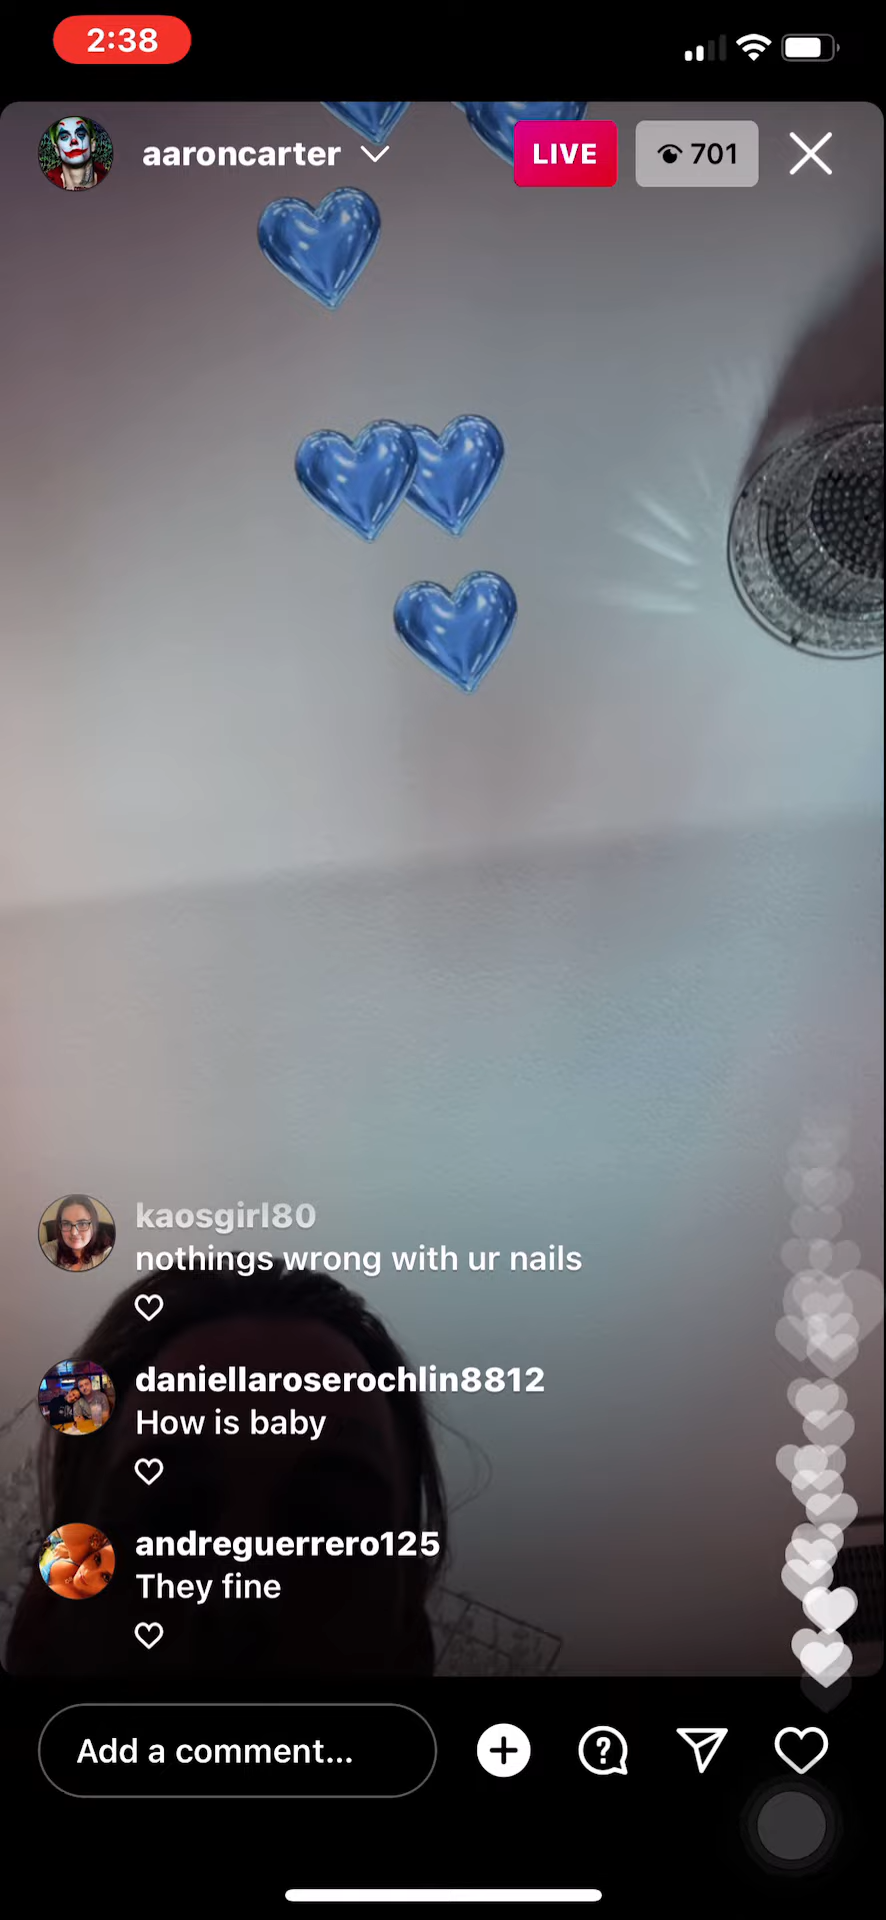 2:38
aaroncarter
LIVE
701
kaosgirl80
nothings wrong with ur nails
daniellaroserochlin8812
How is baby
andreguerrero125
They fine
Add a comment...